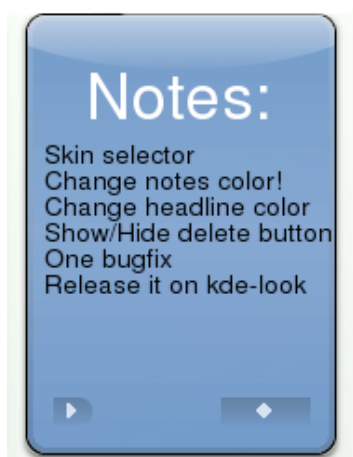 Notes:
Skin selector
Change notes color!
Change headline color
Show/Hide delete button
One bugfix
Release it on kde-look